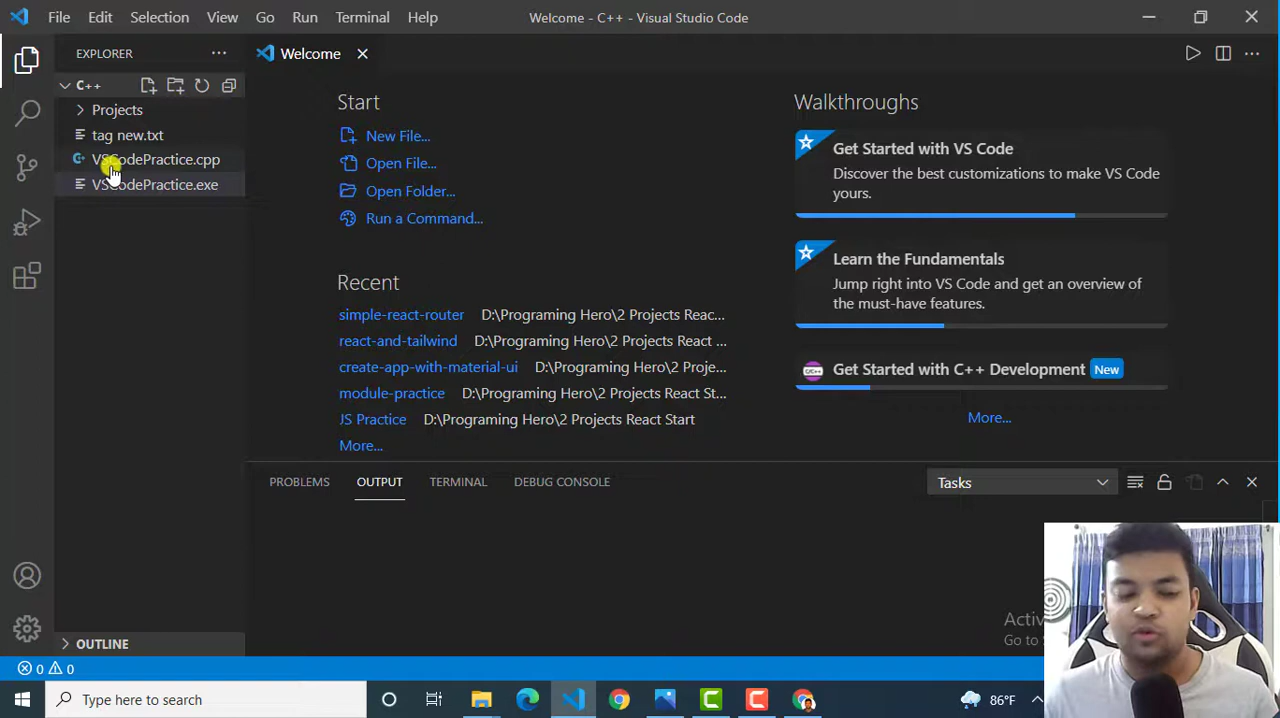 File Edit Selection View Go Run Terminal Help
Welcome - C++ - Visual Studio Code
EXPLORER
Welcome
C++
Projects
tag new.txt
VSCodePractice.cpp
VSCodePractice.exe
Start
New File...
Open File...
Open Folder...
Run a Command...
Recent
simple-react-router D:\Programing Hero\2 Projects Reac...
react-and-tailwind D:\Programing Hero\2 Projects React ...
create-app-with-material-ui D:\Programing Hero\2 Proje...
module-practice D:\Programing Hero\2 Projects React St...
JS Practice D:\Programing Hero\2 Projects React Start
More...
Walkthroughs
Get Started with VS Code
Discover the best customizations to make VS Code
yours.
Learn the Fundamentals
Jump right into VS Code and get an overview of
the must-have features.
C/C++ Get Started with C++ Development New
More...
PROBLEMS OUTPUT TERMINAL DEBUG CONSOLE
Tasks
Activ
Go to S
OUTLINE
0 0
Type here to search
86°F